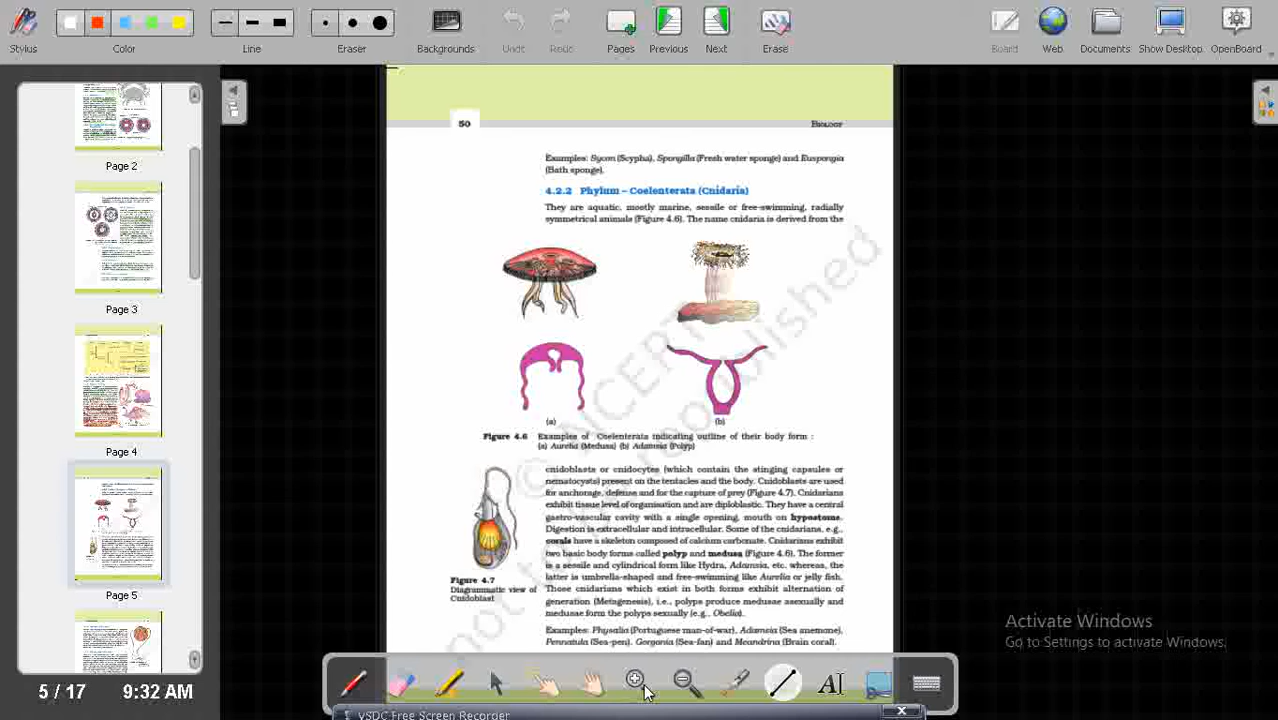 Stylus Color Line Eraser Backgrounds Undo Redo Pages Previous Next Erase Board Web Documents Show Desktop OpenBoard
Page 2
Page 3
Page 4
Page 5
5 / 17 9:32 AM
50 BIOLOGY
Examples: Sycon (Scypha), Spongilla (Fresh water sponge) and Euspongia
(Bath sponge).
4.2.2 Phylum – Coelenterata (Cnidaria)
They are aquatic, mostly marine, sessile or free-swimming, radially
symmetrical animals (Figure 4.6). The name cnidaria is derived from the
(a) (b)
Figure 4.6 Examples of Coelenterata indicating outline of their body form :
(a) Aurelia (Medusa) (b) Adamsia (Polyp)
cnidoblasts or cnidocytes (which contain the stinging capsules or
nematocysts) present on the tentacles and the body. Cnidoblasts are used
for anchorage, defense and for the capture of prey (Figure 4.7). Cnidarians
exhibit tissue level of organisation and are diploblastic. They have a central
gastro-vascular cavity with a single opening, mouth on hypostome.
Digestion is extracellular and intracellular. Some of the cnidarians, e.g.,
corals have a skeleton composed of calcium carbonate. Cnidarians exhibit
two basic body forms called polyp and medusa (Figure 4.6). The former
is a sessile and cylindrical form like Hydra, Adamsia, etc. whereas, the
latter is umbrella-shaped and free-swimming like Aurelia or jelly fish.
Those cnidarians which exist in both forms exhibit alternation of
generation (Metagenesis), i.e., polyps produce medusae asexually and
medusae form the polyps sexually (e.g., Obelia).
Examples: Physalia (Portuguese man-of-war), Adamsia (Sea anemone),
Pennatula (Sea-pen), Gorgonia (Sea-fan) and Meandrina (Brain coral).
Figure 4.7
Diagrammatic view of
Cnidoblast
© NCERT
not to be republished
Activate Windows
Go to Settings to activate Windows.
VSDC Free Screen Recorder